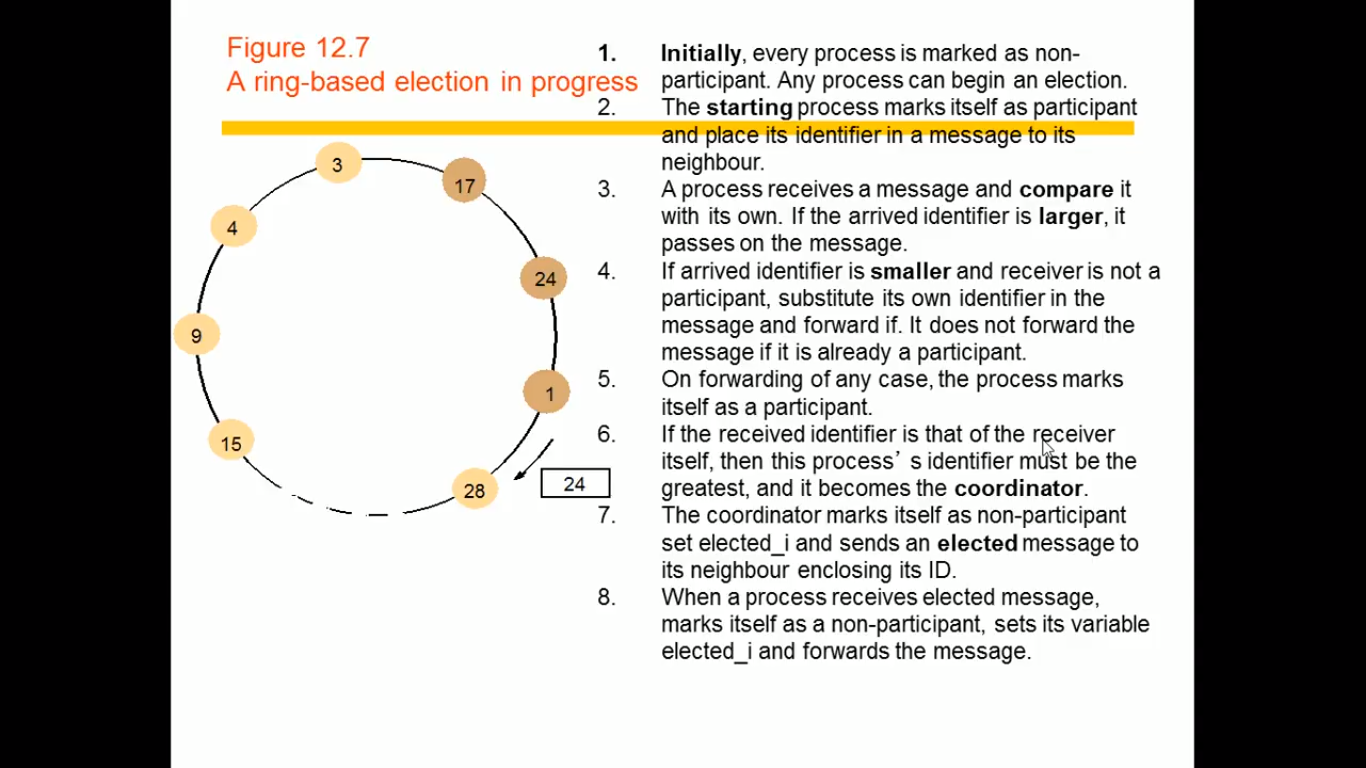 Figure 12.7
A ring-based election in progress
3
17
4
24
9
1
15
28
24
1. Initially, every process is marked as non-
participant. Any process can begin an election.
2. The starting process marks itself as participant
and place its identifier in a message to its
neighbour.
3. A process receives a message and compare it
with its own. If the arrived identifier is larger, it
passes on the message.
4. If arrived identifier is smaller and receiver is not a
participant, substitute its own identifier in the
message and forward if. It does not forward the
message if it is already a participant.
5. On forwarding of any case, the process marks
itself as a participant.
6. If the received identifier is that of the receiver
itself, then this process’ s identifier must be the
greatest, and it becomes the coordinator.
7. The coordinator marks itself as non-participant
set elected_i and sends an elected message to
its neighbour enclosing its ID.
8. When a process receives elected message,
marks itself as a non-participant, sets its variable
elected_i and forwards the message.